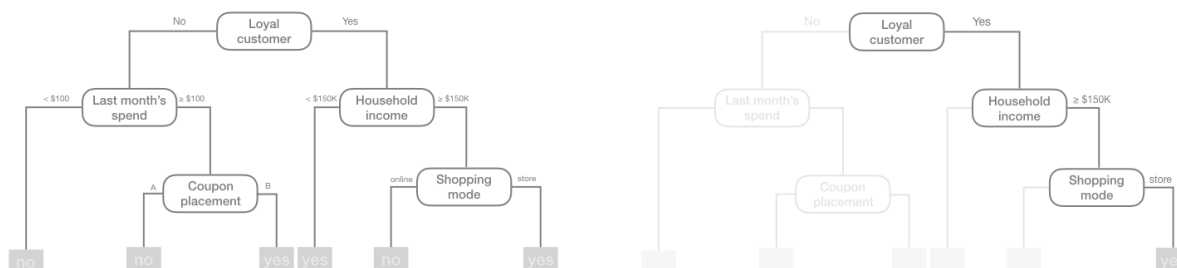 No
Loyal
customer
Yes
< $100
Last month's
spend
≥ $100
< $150K
Household
income
≥ $150K
A
Coupon
placement
B
online
Shopping
mode
store
no
no
yes
yes
no
yes
No
Loyal
customer
Yes
Last month's
spend
Household
income
≥ $150K
Coupon
placement
Shopping
mode
store
ye